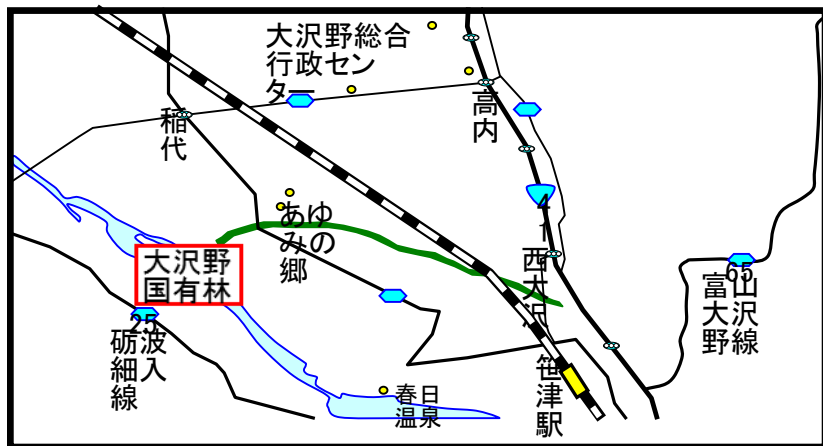 大沢野総合
行政セン
ター
稲代
高内
あゆみの郷
41
西大沢
大沢野
国有林
65
富山大沢野線
25
砺波細入線
笹津駅
春日
温泉